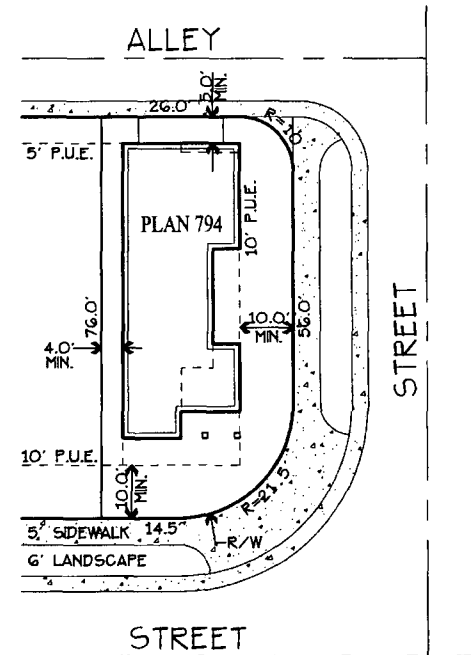 ALLEY
5.0'
MIN.
26.0'
R=10'
5' P.U.E.
PLAN 794
10' P.U.E.
76.0'
10.0'
MIN.
56.0'
4.0'
MIN.
STREET
10' P.U.E.
10.0'
MIN.
R=21.5'
5' SIDEWALK
14.5'
R/W
6' LANDSCAPE
STREET